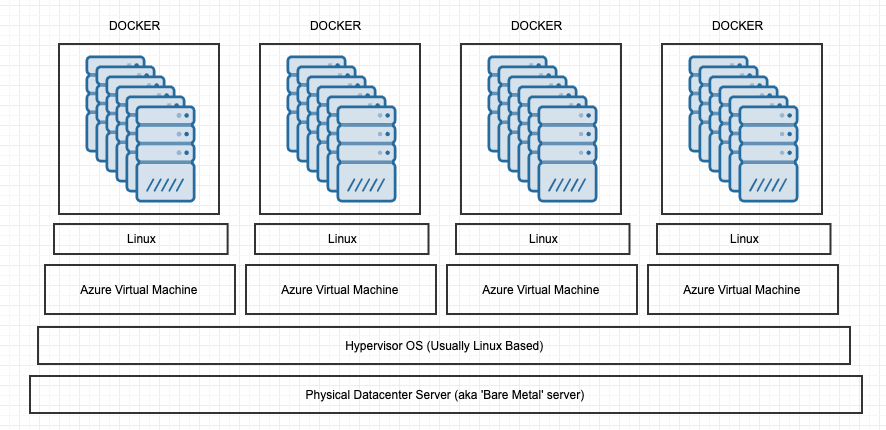 DOCKER
DOCKER
DOCKER
DOCKER
Linux
Linux
Linux
Linux
Azure Virtual Machine
Azure Virtual Machine
Azure Virtual Machine
Azure Virtual Machine
Hypervisor OS (Usually Linux Based)
Physical Datacenter Server (aka 'Bare Metal' server)